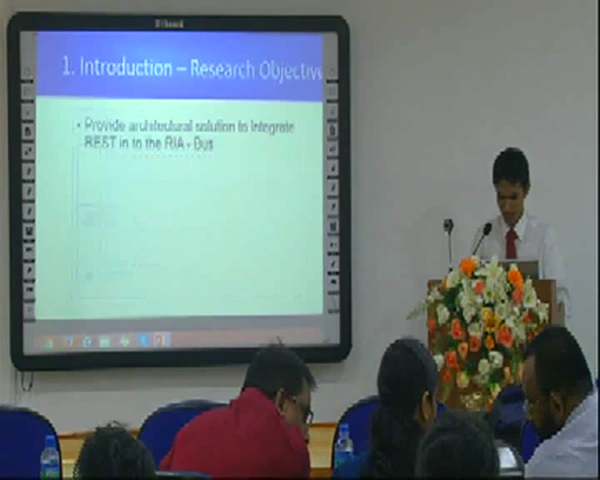 1. Introduction – Research Objective
• Provide architectural solution to Integrate
REST in to the RIA - Bus